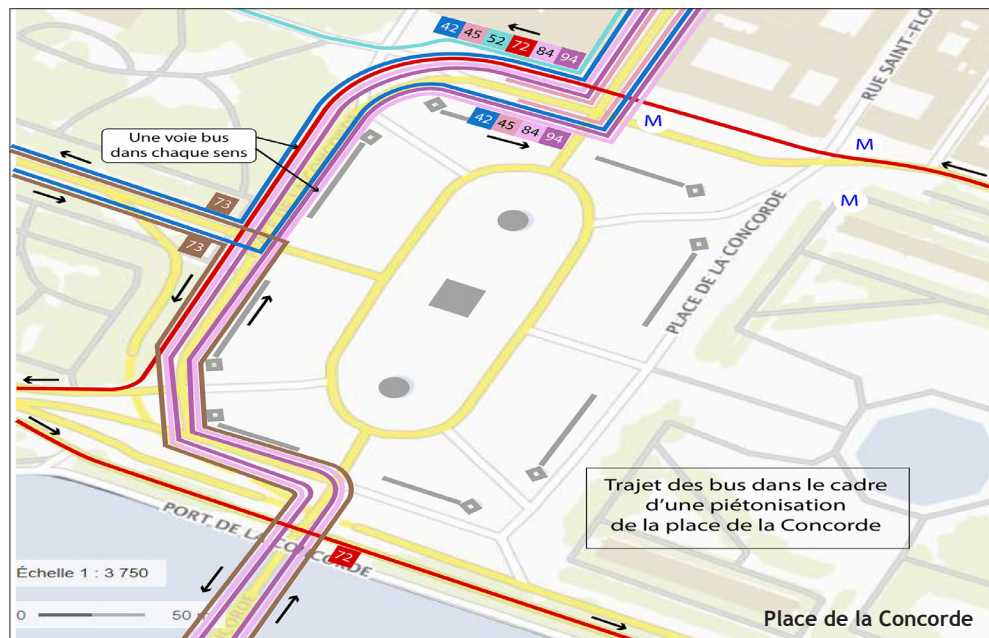 42 45 52 72 84 94
RUE SAINT-FLO
Une voie bus
dans chaque sens
42 45 84 94
M
M
M
73
73
PLACE DE LA CONCORDE
Trajet des bus dans le cadre
d'une piétonisation
de la place de la Concorde
PORT DE LA CONCORDE
72
Échelle 1 : 3 750
0 50
CORDE
Place de la Concorde